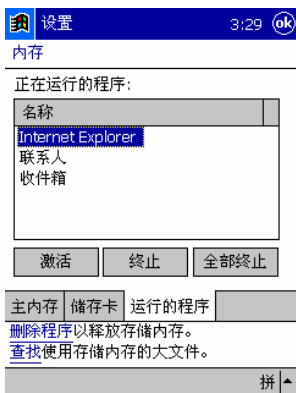 设置 3:29 ok
内存
正在运行的程序:
名称
Internet Explorer
联系人
收件箱
激活 终止 全部终止
主内存 储存卡 运行的程序
删除程序以释放存储内存。
查找使用存储内存的大文件。
拼